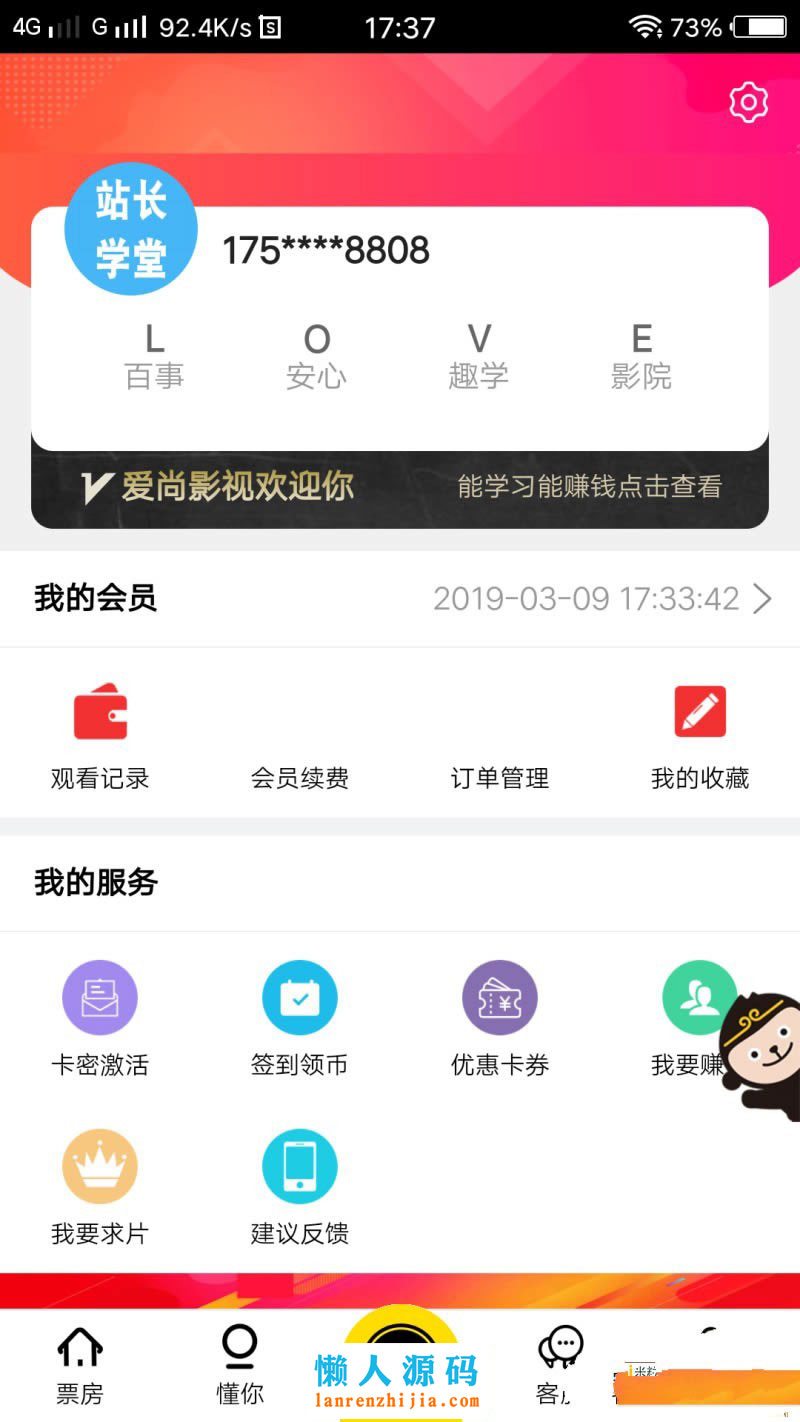 4G G 92.4K/s 17:37 73%
站长
学堂
175****8808
L O V E
百事 安心 趣学 影院
爱尚影视欢迎你 能学习能赚钱点击查看
我的会员 2019-03-09 17:33:42
观看记录 会员续费 订单管理 我的收藏
我的服务
卡密激活 签到领币 优惠卡券 我要赚
我要求片 建议反馈
票房 懂你 客
懒人源码
lanrenzhijia.com